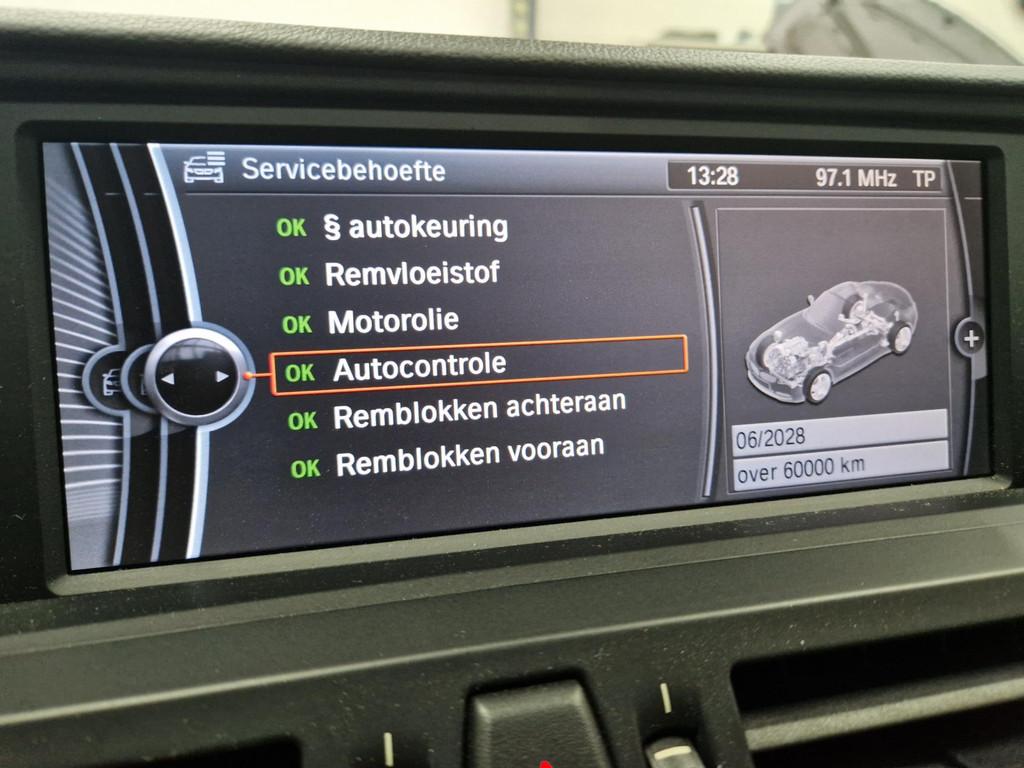 Servicebehoefte 13:28 97.1 MHz TP
OK § autokeuring
OK Remvloeistof
OK Motorolie
OK Autocontrole
OK Remblokken achteraan
OK Remblokken vooraan
06/2028
over 60000 km